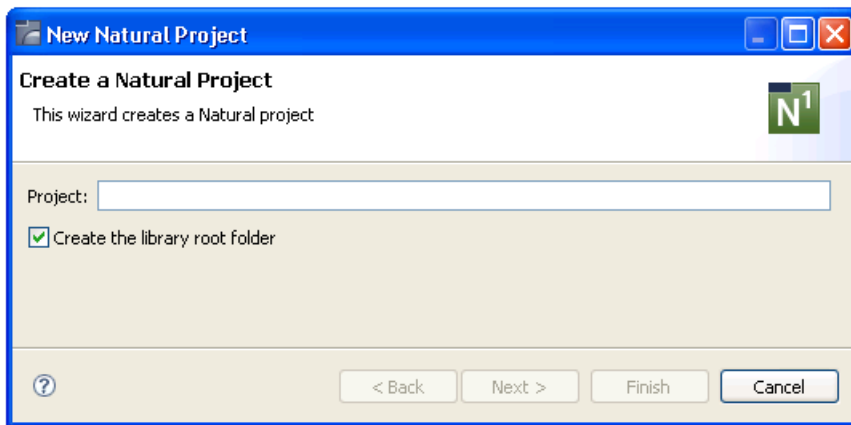 New Natural Project
Create a Natural Project
This wizard creates a Natural project
N1
Project:
Create the library root folder
?
< Back Next > Finish Cancel